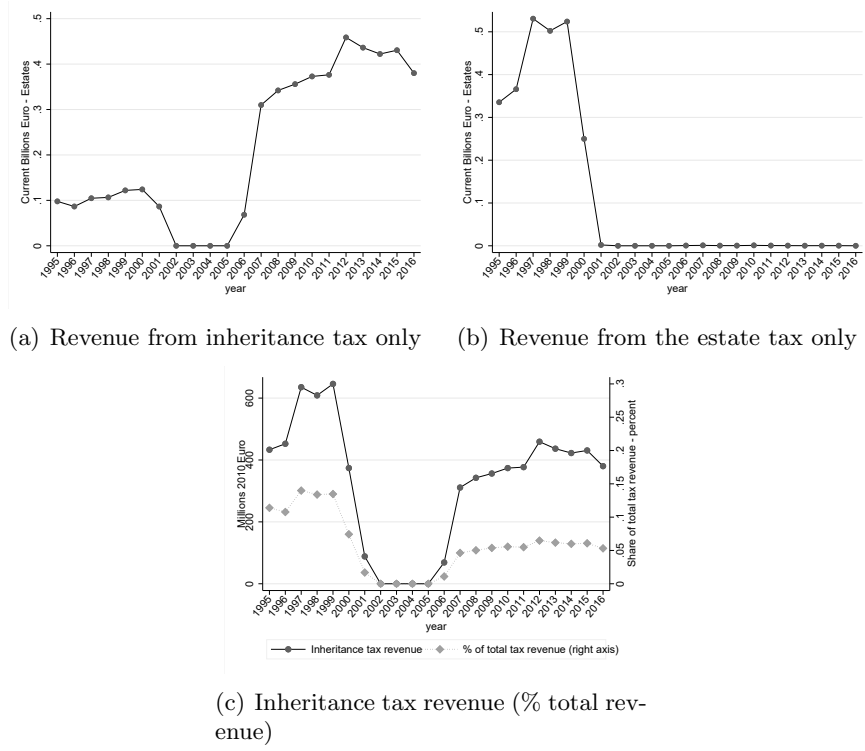 Current Billions Euro - Estates
.5
.4
.3
.2
.1
0
1995 1996 1997 1998 1999 2000 2001 2002 2003 2004 2005 2006 2007 2008 2009 2010 2011 2012 2013 2014 2015 2016
year
(a) Revenue from inheritance tax only
Current Billions Euro - Estates
.5
.4
.3
.2
.1
0
1995 1996 1997 1998 1999 2000 2001 2002 2003 2004 2005 2006 2007 2008 2009 2010 2011 2012 2013 2014 2015 2016
year
(b) Revenue from the estate tax only
Millions 2010 Euro
600
400
200
0
.3
.25
.2
.15
.1
.05
0
Share of total tax revenue - percent
1995 1996 1997 1998 1999 2000 2001 2002 2003 2004 2005 2006 2007 2008 2009 2010 2011 2012 2013 2014 2015 2016
year
Inheritance tax revenue % of total tax revenue (right axis)
(c) Inheritance tax revenue (% total rev-
enue)